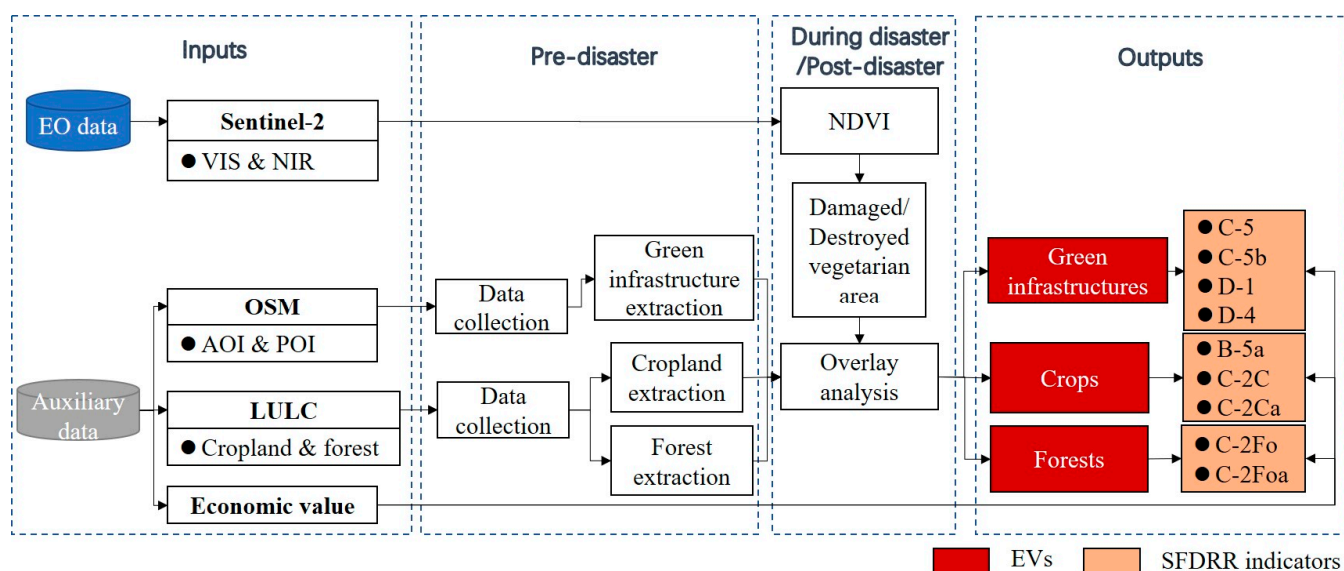 Inputs
EO data
Sentinel-2
● VIS & NIR
OSM
● AOI & POI
Auxiliary
data
LULC
● Cropland & forest
Economic value
Pre-disaster
Data
collection
Green
infrastructure
extraction
Data
collection
Cropland
extraction
Forest
extraction
During disaster
/Post-disaster
NDVI
Damaged/
Destroyed
vegetarian
area
Overlay
analysis
Outputs
Green
infrastructures
● C-5
● C-5b
● D-1
● D-4
Crops
● B-5a
● C-2C
● C-2Ca
Forests
● C-2Fo
● C-2Foa
EVs
SFDRR indicators